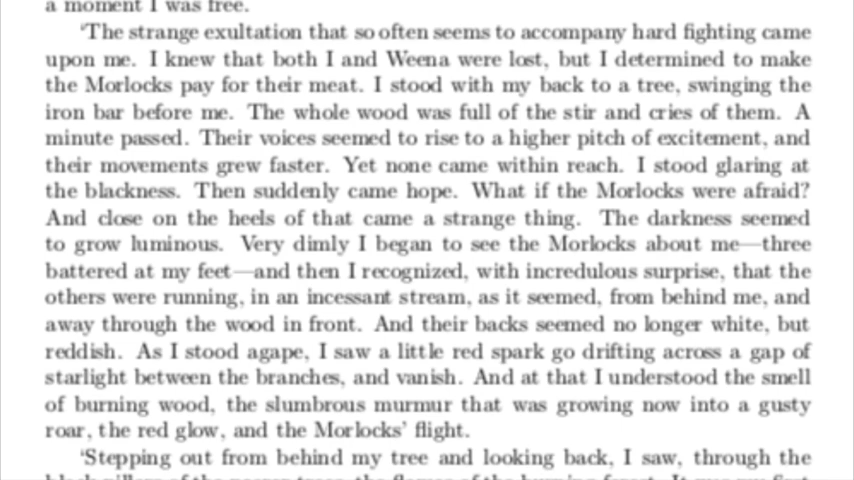 a moment I was free.
‘The strange exultation that so often seems to accompany hard fighting came
upon me. I knew that both I and Weena were lost, but I determined to make
the Morlocks pay for their meat. I stood with my back to a tree, swinging the
iron bar before me. The whole wood was full of the stir and cries of them. A
minute passed. Their voices seemed to rise to a higher pitch of excitement, and
their movements grew faster. Yet none came within reach. I stood glaring at
the blackness. Then suddenly came hope. What if the Morlocks were afraid?
And close on the heels of that came a strange thing. The darkness seemed
to grow luminous. Very dimly I began to see the Morlocks about me—three
battered at my feet—and then I recognized, with incredulous surprise, that the
others were running, in an incessant stream, as it seemed, from behind me, and
away through the wood in front. And their backs seemed no longer white, but
reddish. As I stood agape, I saw a little red spark go drifting across a gap of
starlight between the branches, and vanish. And at that I understood the smell
of burning wood, the slumbrous murmur that was growing now into a gusty
roar, the red glow, and the Morlocks’ flight.
‘Stepping out from behind my tree and looking back, I saw, through the